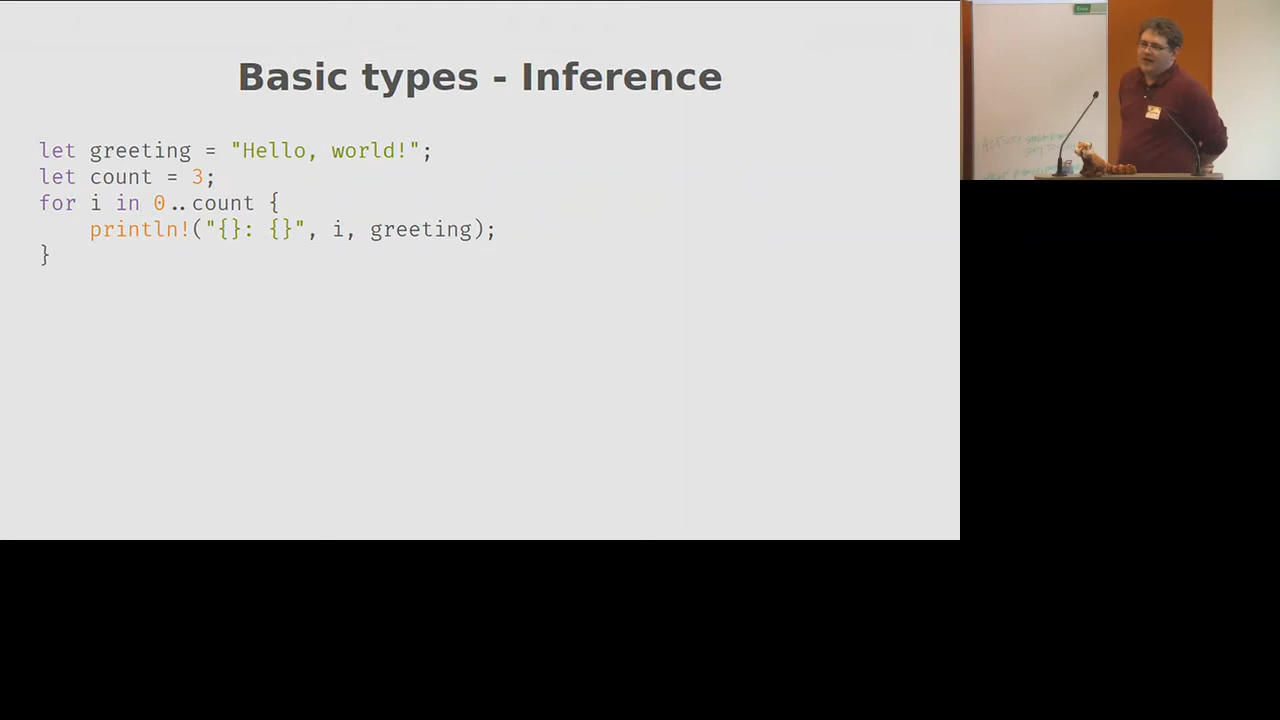 Basic types - Inference
let greeting = "Hello, world!";
let count = 3;
for i in 0..count {
    println!("{}: {}", i, greeting);
}